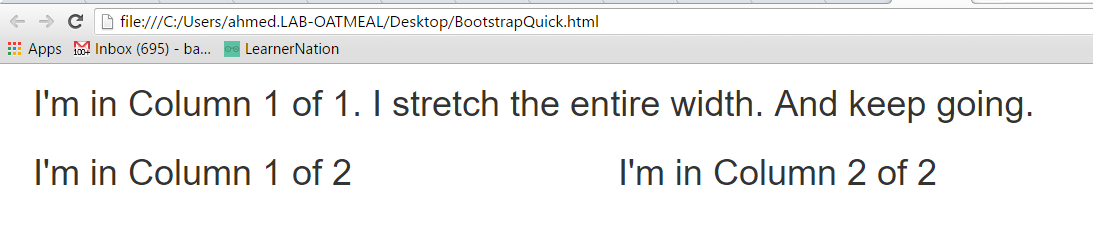 file:///C:/Users/ahmed.LAB-OATMEAL/Desktop/BootstrapQuick.html
Apps 100+ Inbox (695) - ba... LearnerNation
I'm in Column 1 of 1. I stretch the entire width. And keep going.
I'm in Column 1 of 2 I'm in Column 2 of 2